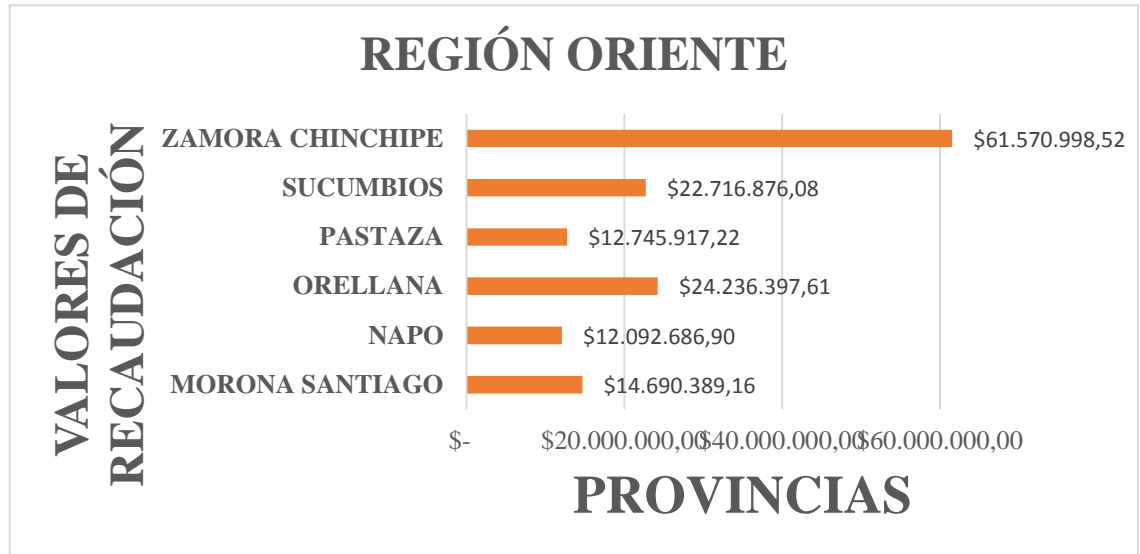 REGIÓN ORIENTE
VALORES DE
RECAUDACIÓN
ZAMORA CHINCHIPE $61.570.998,52
SUCUMBIOS $22.716.876,08
PASTAZA $12.745.917,22
ORELLANA $24.236.397,61
NAPO $12.092.686,90
MORONA SANTIAGO $14.690.389,16
$- $20.000.000,00 $40.000.000,00 $60.000.000,00
PROVINCIAS